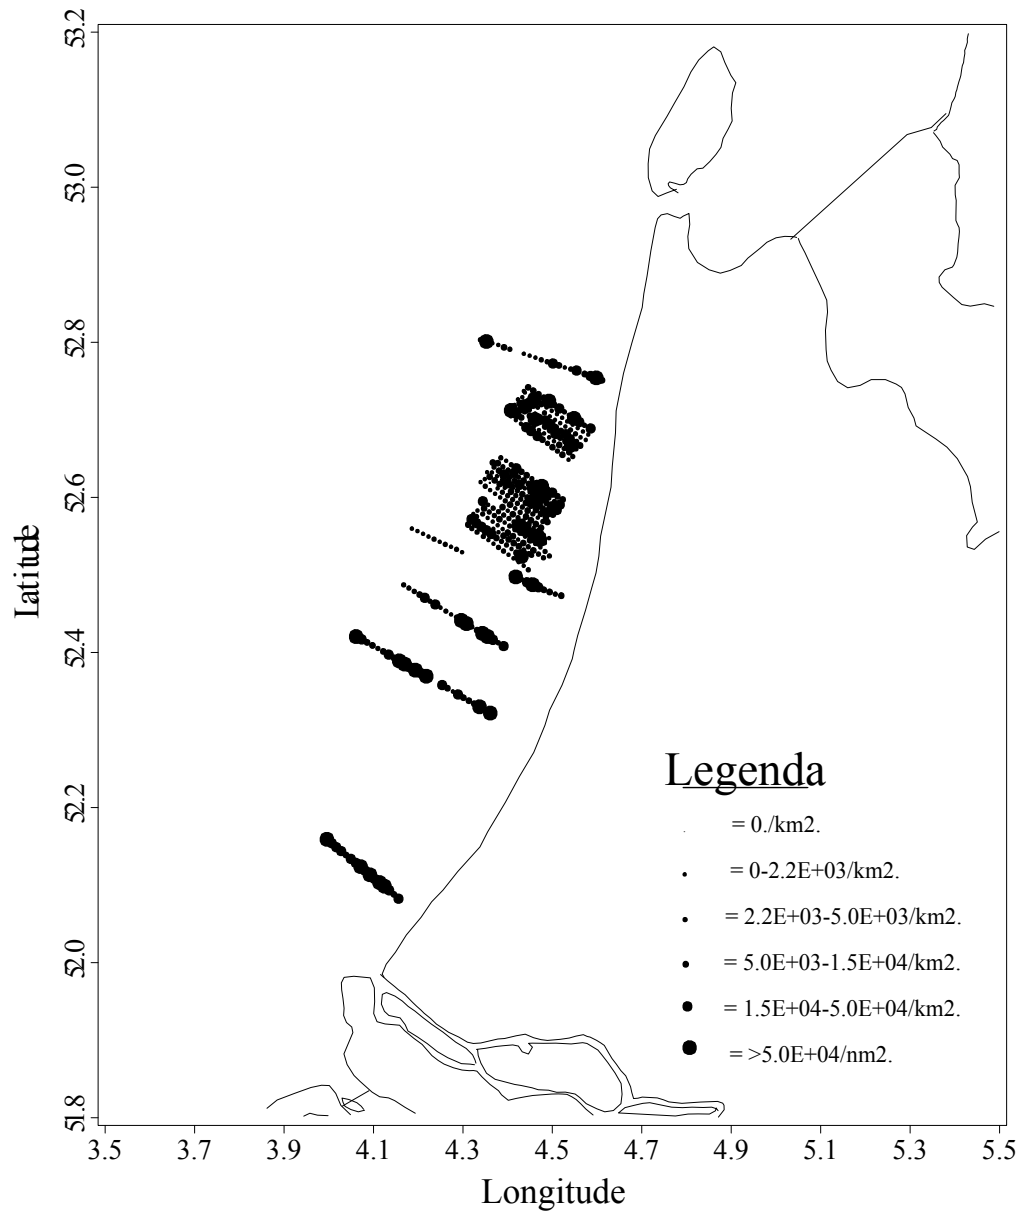 53.2
53.0
52.8
52.6
52.4
52.2
52.0
51.8
Latitude
Legenda
= 0./km2.
= 0-2.2E+03/km2.
= 2.2E+03-5.0E+03/km2.
= 5.0E+03-1.5E+04/km2.
= 1.5E+04-5.0E+04/km2.
= >5.0E+04/nm2.
3.5 3.7 3.9 4.1 4.3 4.5 4.7 4.9 5.1 5.3 5.5
Longitude